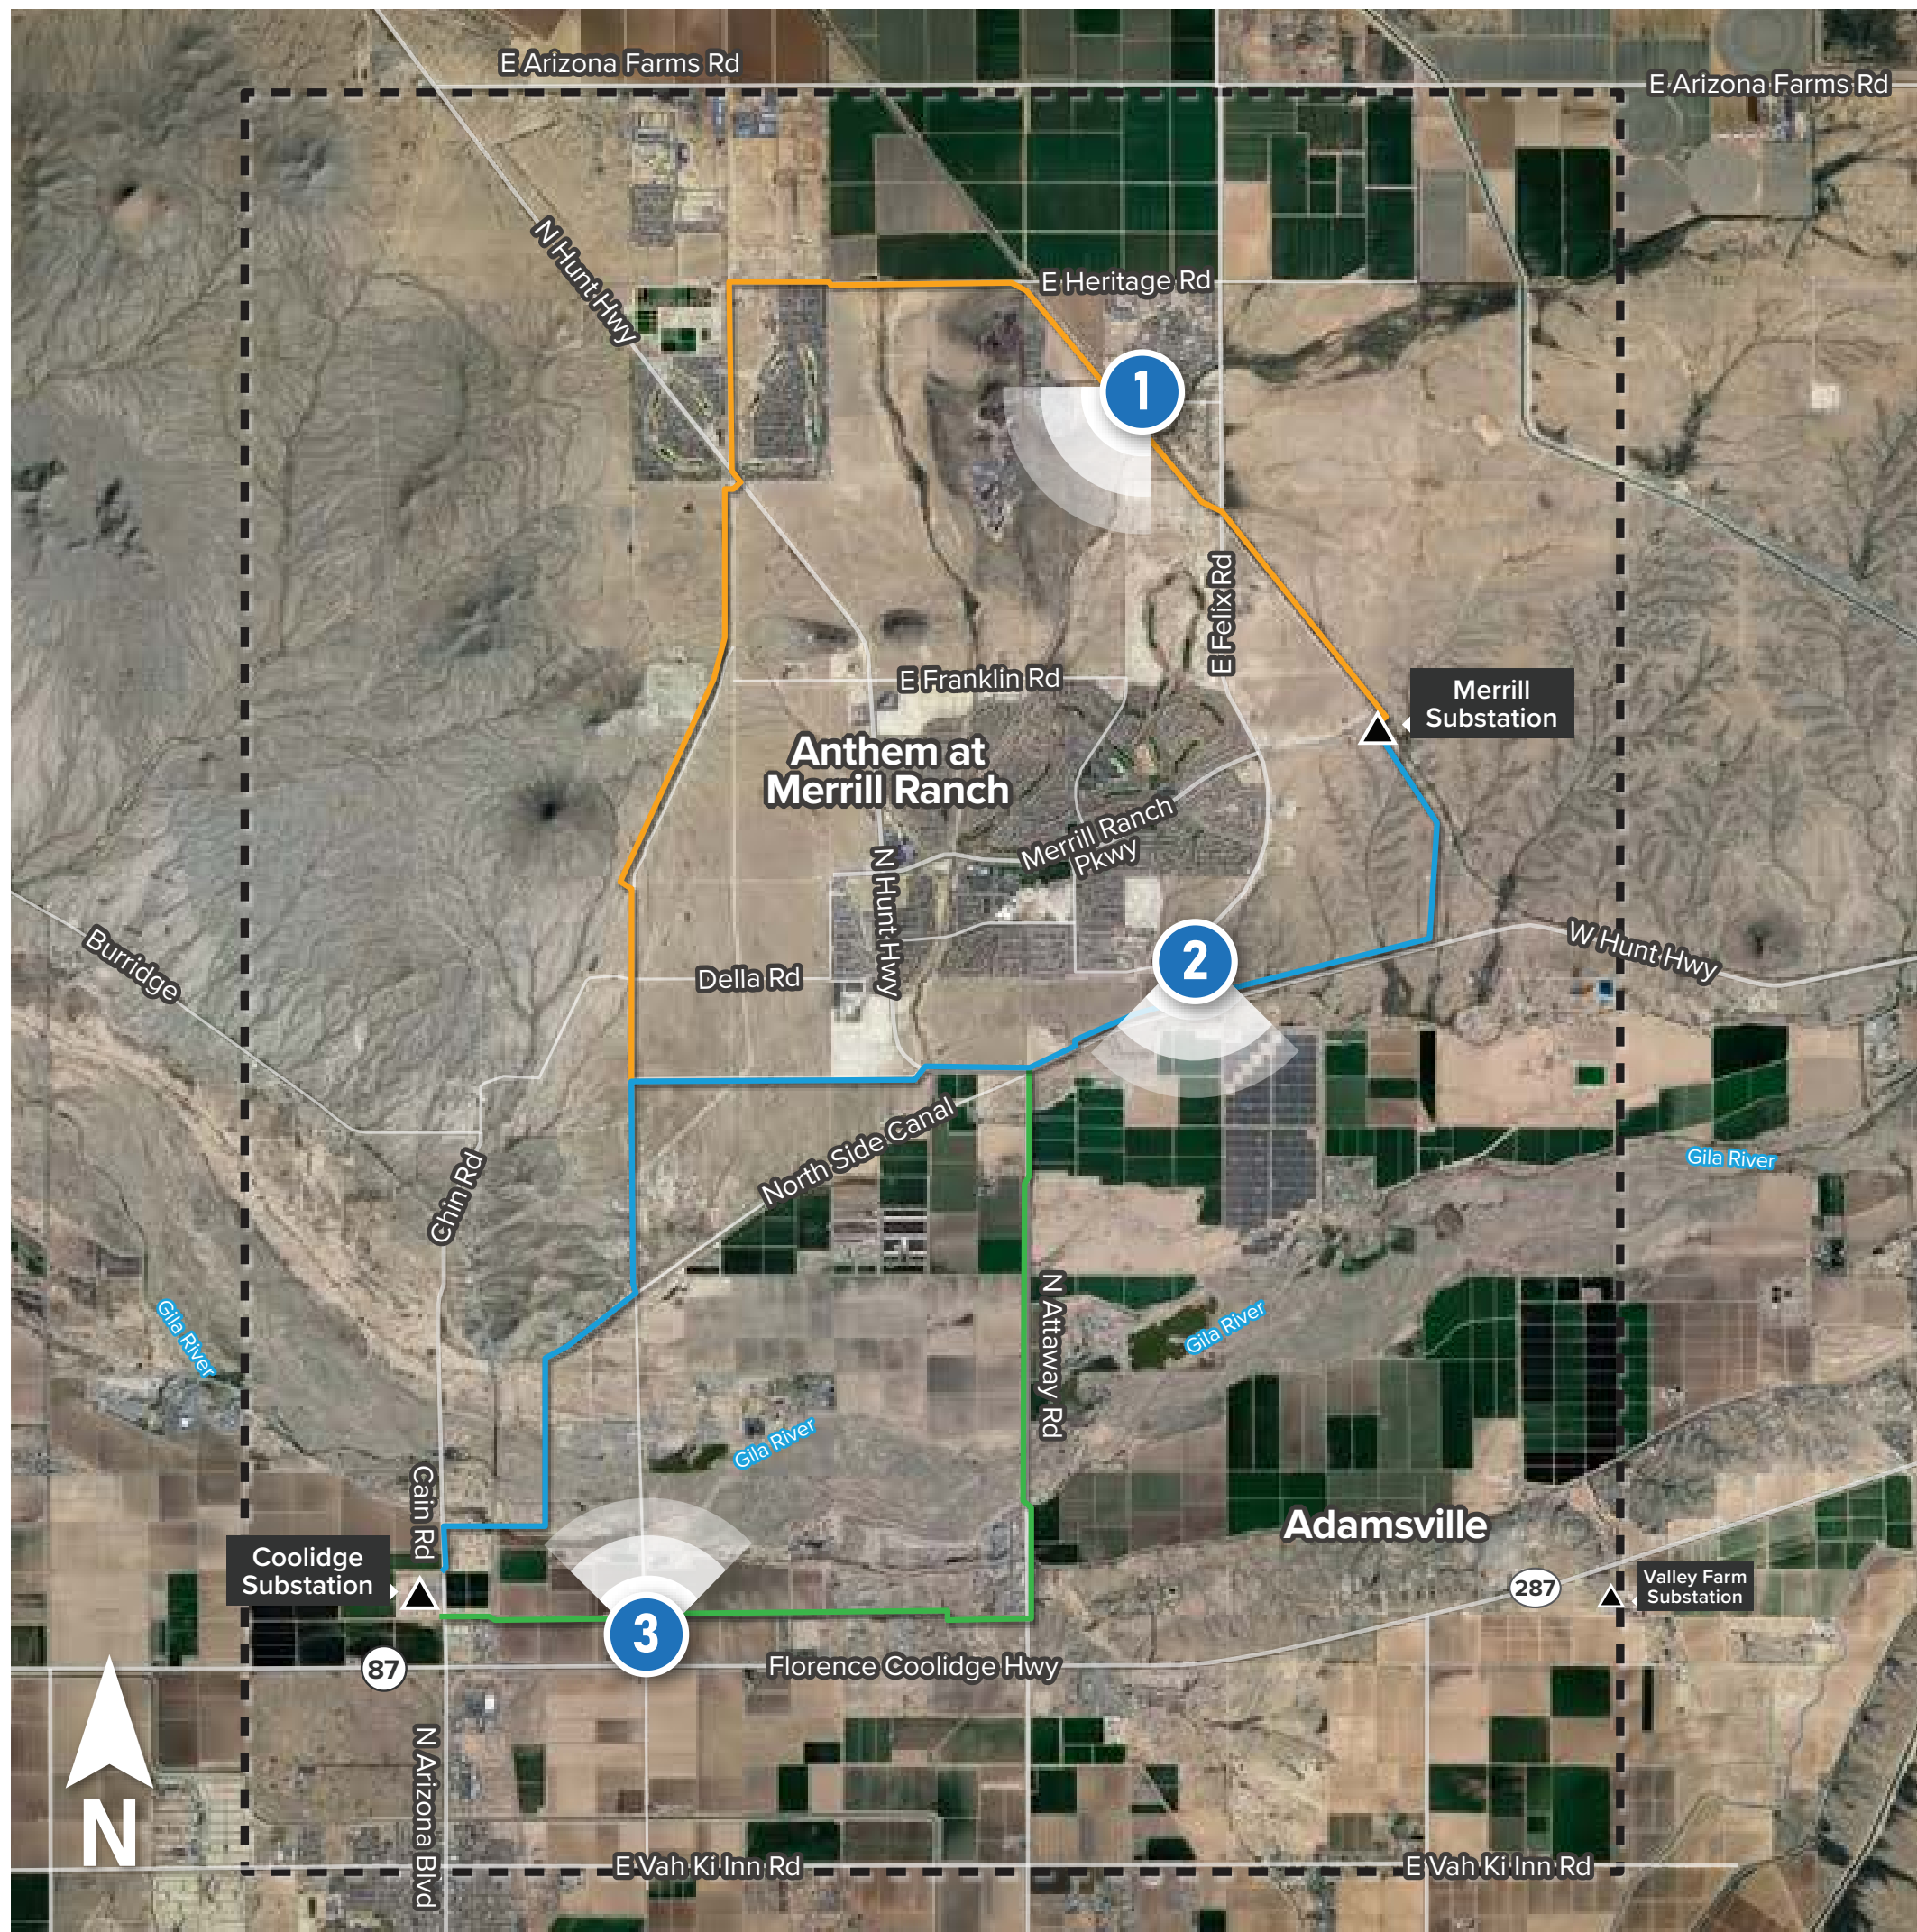 E Arizona Farms Rd
E Arizona Farms Rd
N Hunt Hwy
E Heritage Rd
1
E Felix Rd
E Franklin Rd
Merrill
Substation
Anthem at
Merrill Ranch
Merrill Ranch
Pkwy
N Hunt Hwy
Burridge
Della Rd
2
W Hunt Hwy
North Side Canal
Chin Rd
Gila River
Gila River
N Attaway Rd
Gila River
Gila River
Cain Rd
Adamsville
Coolidge
Substation
287
Valley Farm
Substation
3
87
Florence Coolidge Hwy
N Arizona Blvd
N
E Vah Ki Inn Rd
E Vah Ki Inn Rd